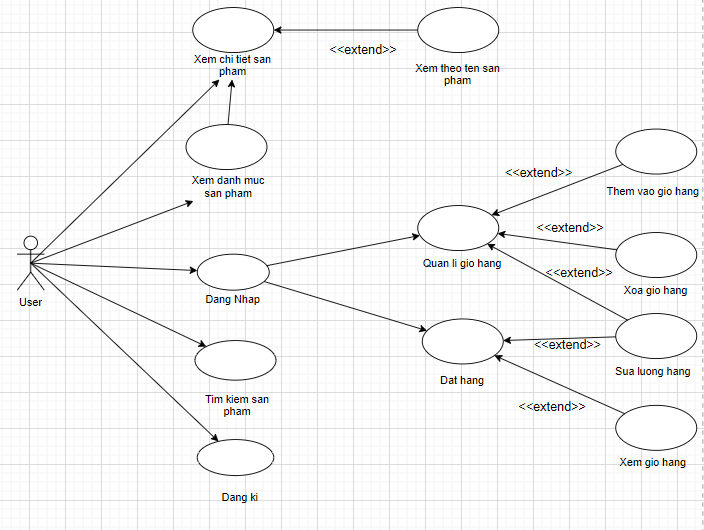 <<extend>>
Xem chi tiet san
pham
Xem theo ten san
pham
<<extend>>
Xem danh muc
san pham
Them vao gio hang
<<extend>>
Quan li gio hang
<<extend>>
Xoa gio hang
User
Dang Nhap
<<extend>>
<<extend>>
Dat hang
Sua luong hang
Tim kiem san
pham
<<extend>>
Xem gio hang
Dang ki